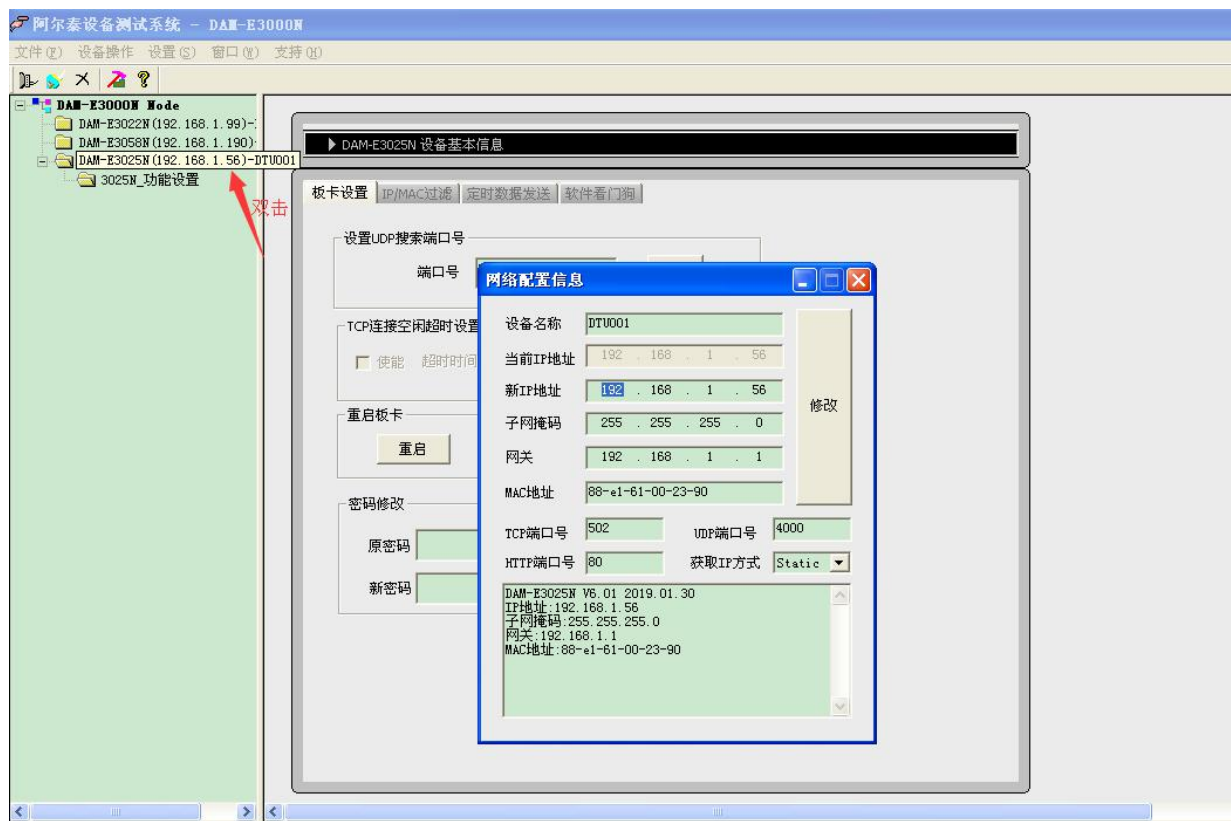 阿尔泰设备测试系统 - DAM-E3000N
文件(F) 设备操作 设置(S) 窗口(W) 支持(H)
DAM-E3000N Node
DAM-E3022N(192.168.1.99)-
DAM-E3058N(192.168.1.190)-
DAM-E3025N(192.168.1.56)-DTU001
3025N_功能设置
双击
DAM-E3025N 设备基本信息
板卡设置 IP/MAC过滤 定时数据发送 软件看门狗
设置UDP搜索端口号
端口号
TCP连接空闲超时设置
使能 超时时间
重启板卡
重启
密码修改
原密码
新密码
网络配置信息
设备名称 DTU001
当前IP地址 192 . 168 . 1 . 56
新IP地址 192 . 168 . 1 . 56
子网掩码 255 . 255 . 255 . 0
网关 192 . 168 . 1 . 1
MAC地址 88-e1-61-00-23-90
修改
TCP端口号 502 UDP端口号 4000
HTTP端口号 80 获取IP方式 Static
DAM-E3025N V6.01 2019.01.30
IP地址:192.168.1.56
子网掩码:255.255.255.0
网关:192.168.1.1
MAC地址:88-e1-61-00-23-90